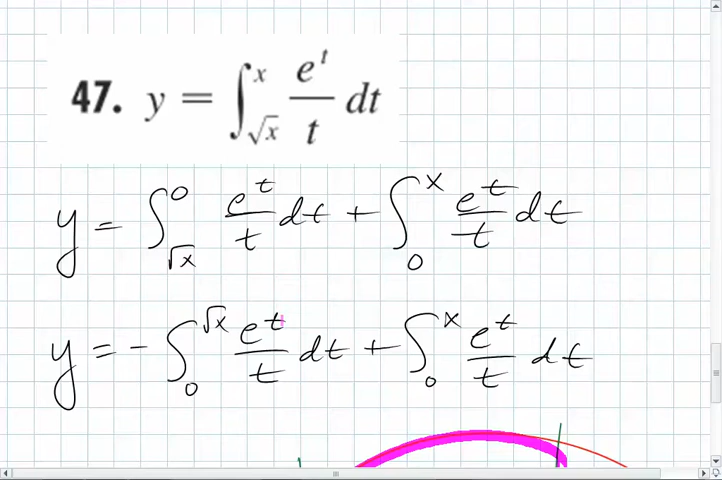 47. y = ∫_{√x}^{x} e^t/t dt
y = ∫_{√x}^{0} e^t/t dt + ∫_{0}^{x} e^t/t dt
y = - ∫_{0}^{√x} e^t/t dt + ∫_{0}^{x} e^t/t dt